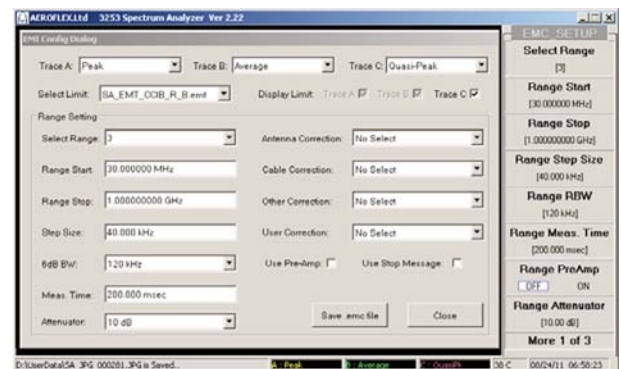 AEROFLEX.Ltd 3253 Spectrum Analyzer Ver 2.22
EMI Config Dialog
Trace A: Peak Trace B: Average Trace C: Quasi-Peak
Select Limit: SA_EMT_CCIB_R_B.emt Display Limit: Trace A Trace B Trace C
Range Setting
Select Range: 3 Antenna Correction: No Select
Range Start: 30.000000 MHz Cable Correction: No Select
Range Stop: 1.000000000 GHz Other Correction: No Select
Step Size: 40.000 kHz User Correction: No Select
6dB BW: 120 kHz Use Pre-Amp: Use Stop Message:
Meas. Time: 200.000 msec
Attenuator: 10 dB Save .emc file Close
EMC_SETUP
Select Range
[3]
Range Start
[30.000000 MHz]
Range Stop
[1.000000000 GHz]
Range Step Size
[40.000 kHz]
Range RBW
[120 kHz]
Range Meas. Time
[200.000 msec]
Range PreAmp
OFF ON
Range Attenuator
[10.00 dB]
More 1 of 3
D:\UserData\SA_JPG_000281.JPG is Saved... A : Peak B : Average C : QuasiPk 38 C 08/24/11 06:58:23